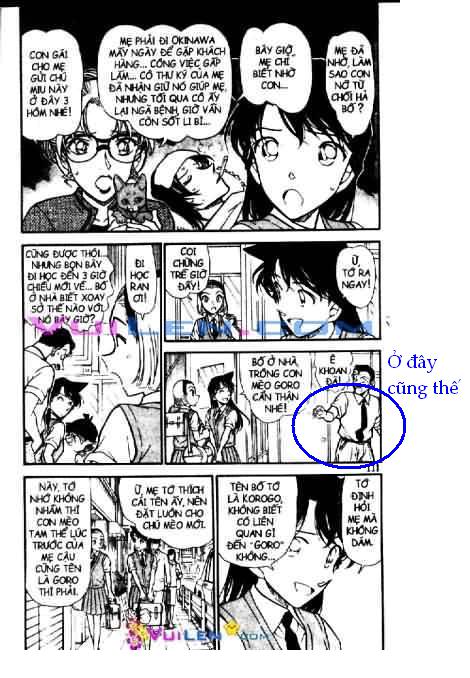 CON GÁI
CHO MẸ
GỬI CHÚ
MIU NÀY
Ở ĐÂY 3
HÔM NHÉ!
MẸ PHẢI ĐI OKINAWA
MẤY NGÀY ĐỂ GẶP KHÁCH
HÀNG... CÔNG VIỆC GẤP
LẮM.... CÔ THƯ KÝ CỦA MẸ
ĐÃ NHẬN GIỮ NÓ GIÚP MẸ,
NHƯNG TỐI QUA CÔ ẤY
LẠI NGÃ BỆNH, GIỜ VẪN
CÒN SỐT LI BÌ...
BÂY GIỜ
MẸ CHỈ
BIẾT NHỜ
CON...
MẸ ĐÃ
NHỜ, LÀM
SAO CON
NỠ TỪ
CHỐI HẢ
BỐ?
CŨNG ĐƯỢC THÔI...
NHƯNG BỌN BÂY
ĐI HỌC ĐẾN 3 GIỜ
CHIỀU MỚI VỀ... BỐ
Ở NHÀ BIẾT XOAY
SỞ THẾ NÀO VỚI
NÓ BÂY GIỜ?
ĐI
HỌC
RAN
ƠI!
COI
CHỪNG
TRỄ GIỜ
ĐẤY!
Ừ,
TỚ RA
NGAY!
VUILEN.COM
BỐ Ở NHÀ,
TRÔNG CON
MÈO GORO
CẨN THẬN
NHÉ!
Ê
KHOAN
ĐÃ!
Ở đây
cũng thế
NÀY, TỚ
NHỚ KHÔNG
NHẦM THÌ
CON MÈO
TAM THỂ LÚC
TRƯỚC CỦA
MẸ CẬU
CŨNG TÊN
LÀ GORO
THÌ PHẢI.
Ừ, MẸ TỚ THÍCH
CÁI TÊN ẤY, NÊN
ĐẶT LUÔN CHO
CHÚ MÈO MỚI.
TÊN BỐ TỚ
LÀ KOROGO,
KHÔNG BIẾT
CÓ LIÊN
QUAN GÌ
ĐẾN "GORO"
KHÔNG...
TỚ
ĐỊNH
HỎI
MẸ MÀ
KHÔNG
DÁM.
VUILEN.COM